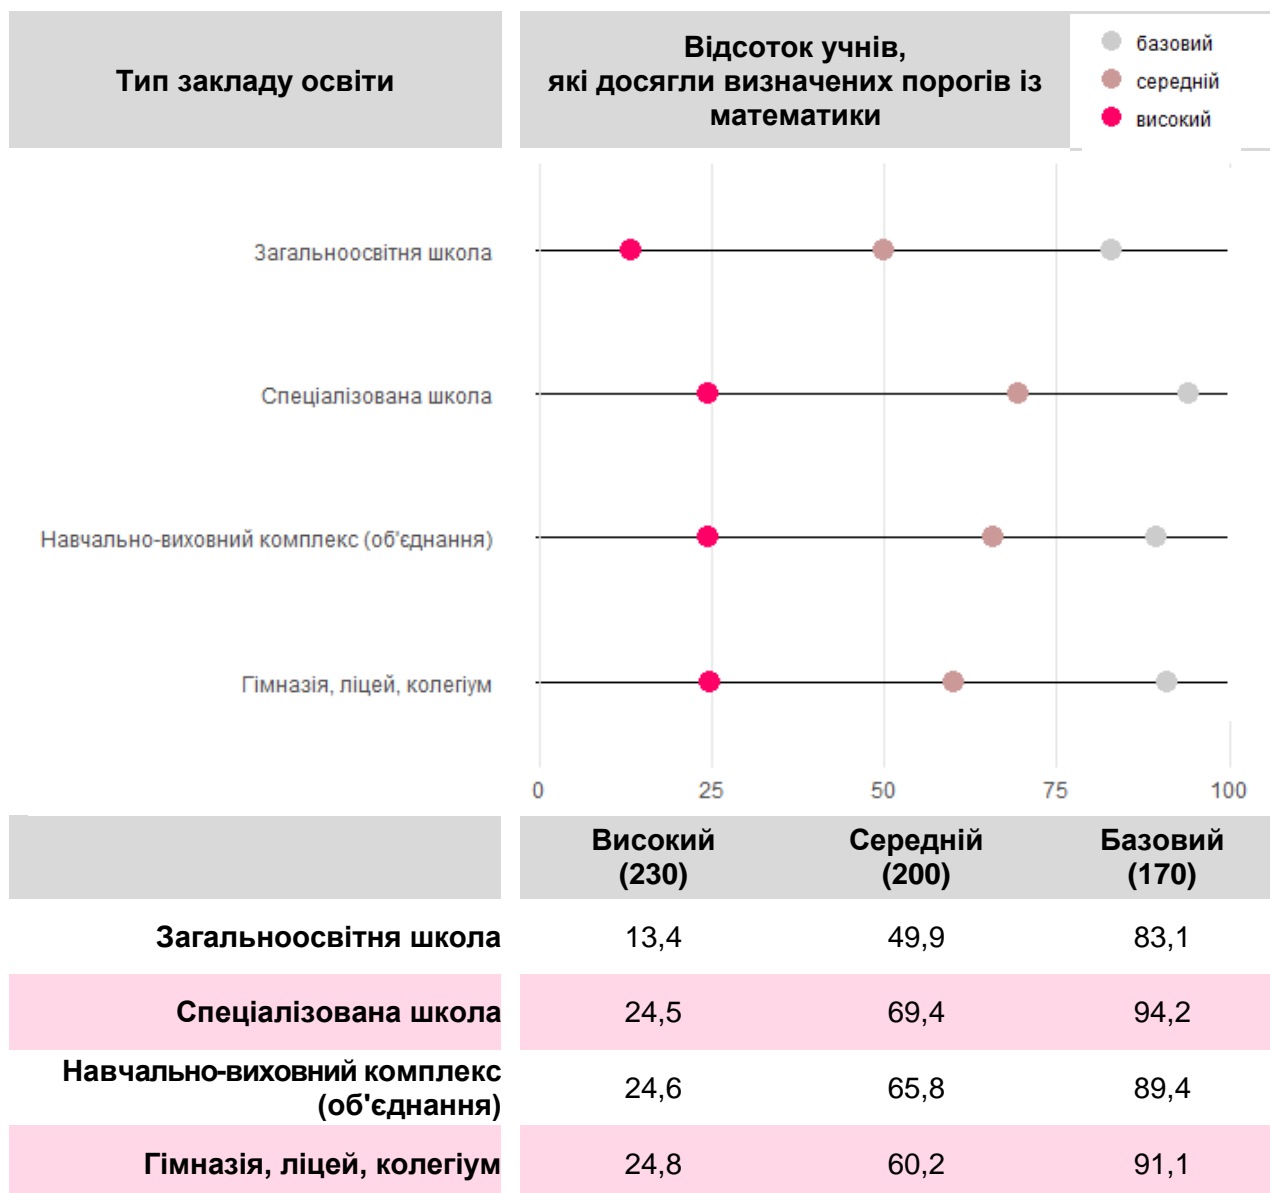 Тип закладу освіти
Відсоток учнів,
які досягли визначених порогів із
математики
базовий
середній
високий
Загальноосвітня школа
Спеціалізована школа
Навчально-виховний комплекс (об'єднання)
Гімназія, ліцей, колегіум
0 25 50 75 100
Високий Середній Базовий
(230) (200) (170)
Загальноосвітня школа 13,4 49,9 83,1
Спеціалізована школа 24,5 69,4 94,2
Навчально-виховний комплекс
(об'єднання) 24,6 65,8 89,4
Гімназія, ліцей, колегіум 24,8 60,2 91,1